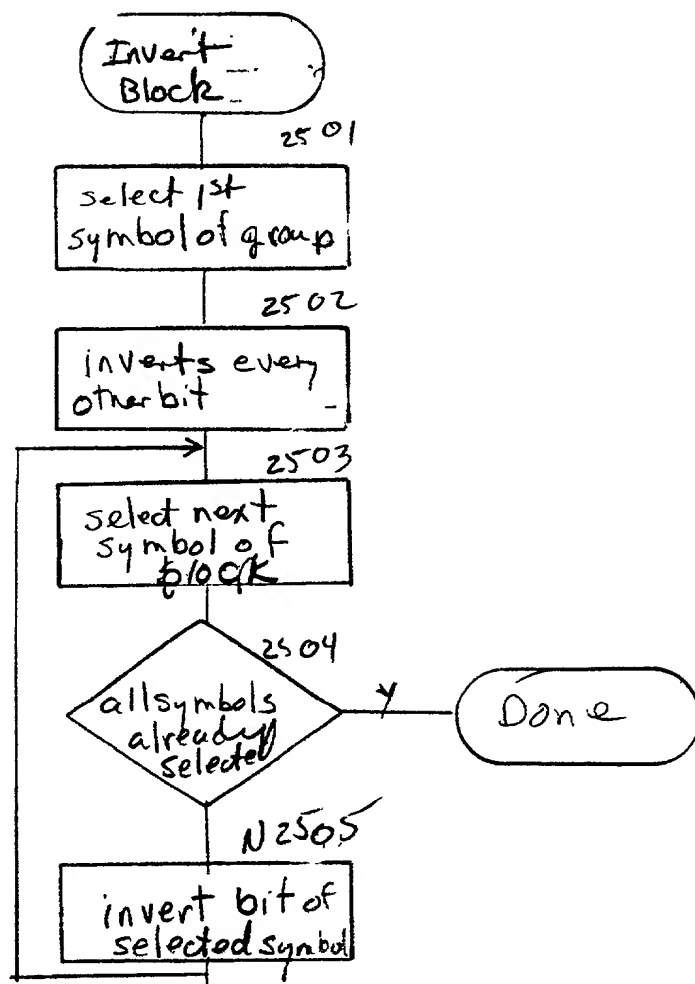 Invert
Block
2501
select 1st
symbol of group
2502
inverts every
other bit
2503
select next
symbol of
block
2504
all symbols
already
selected
Y
Done
N 2505
invert bit of
selected symbol